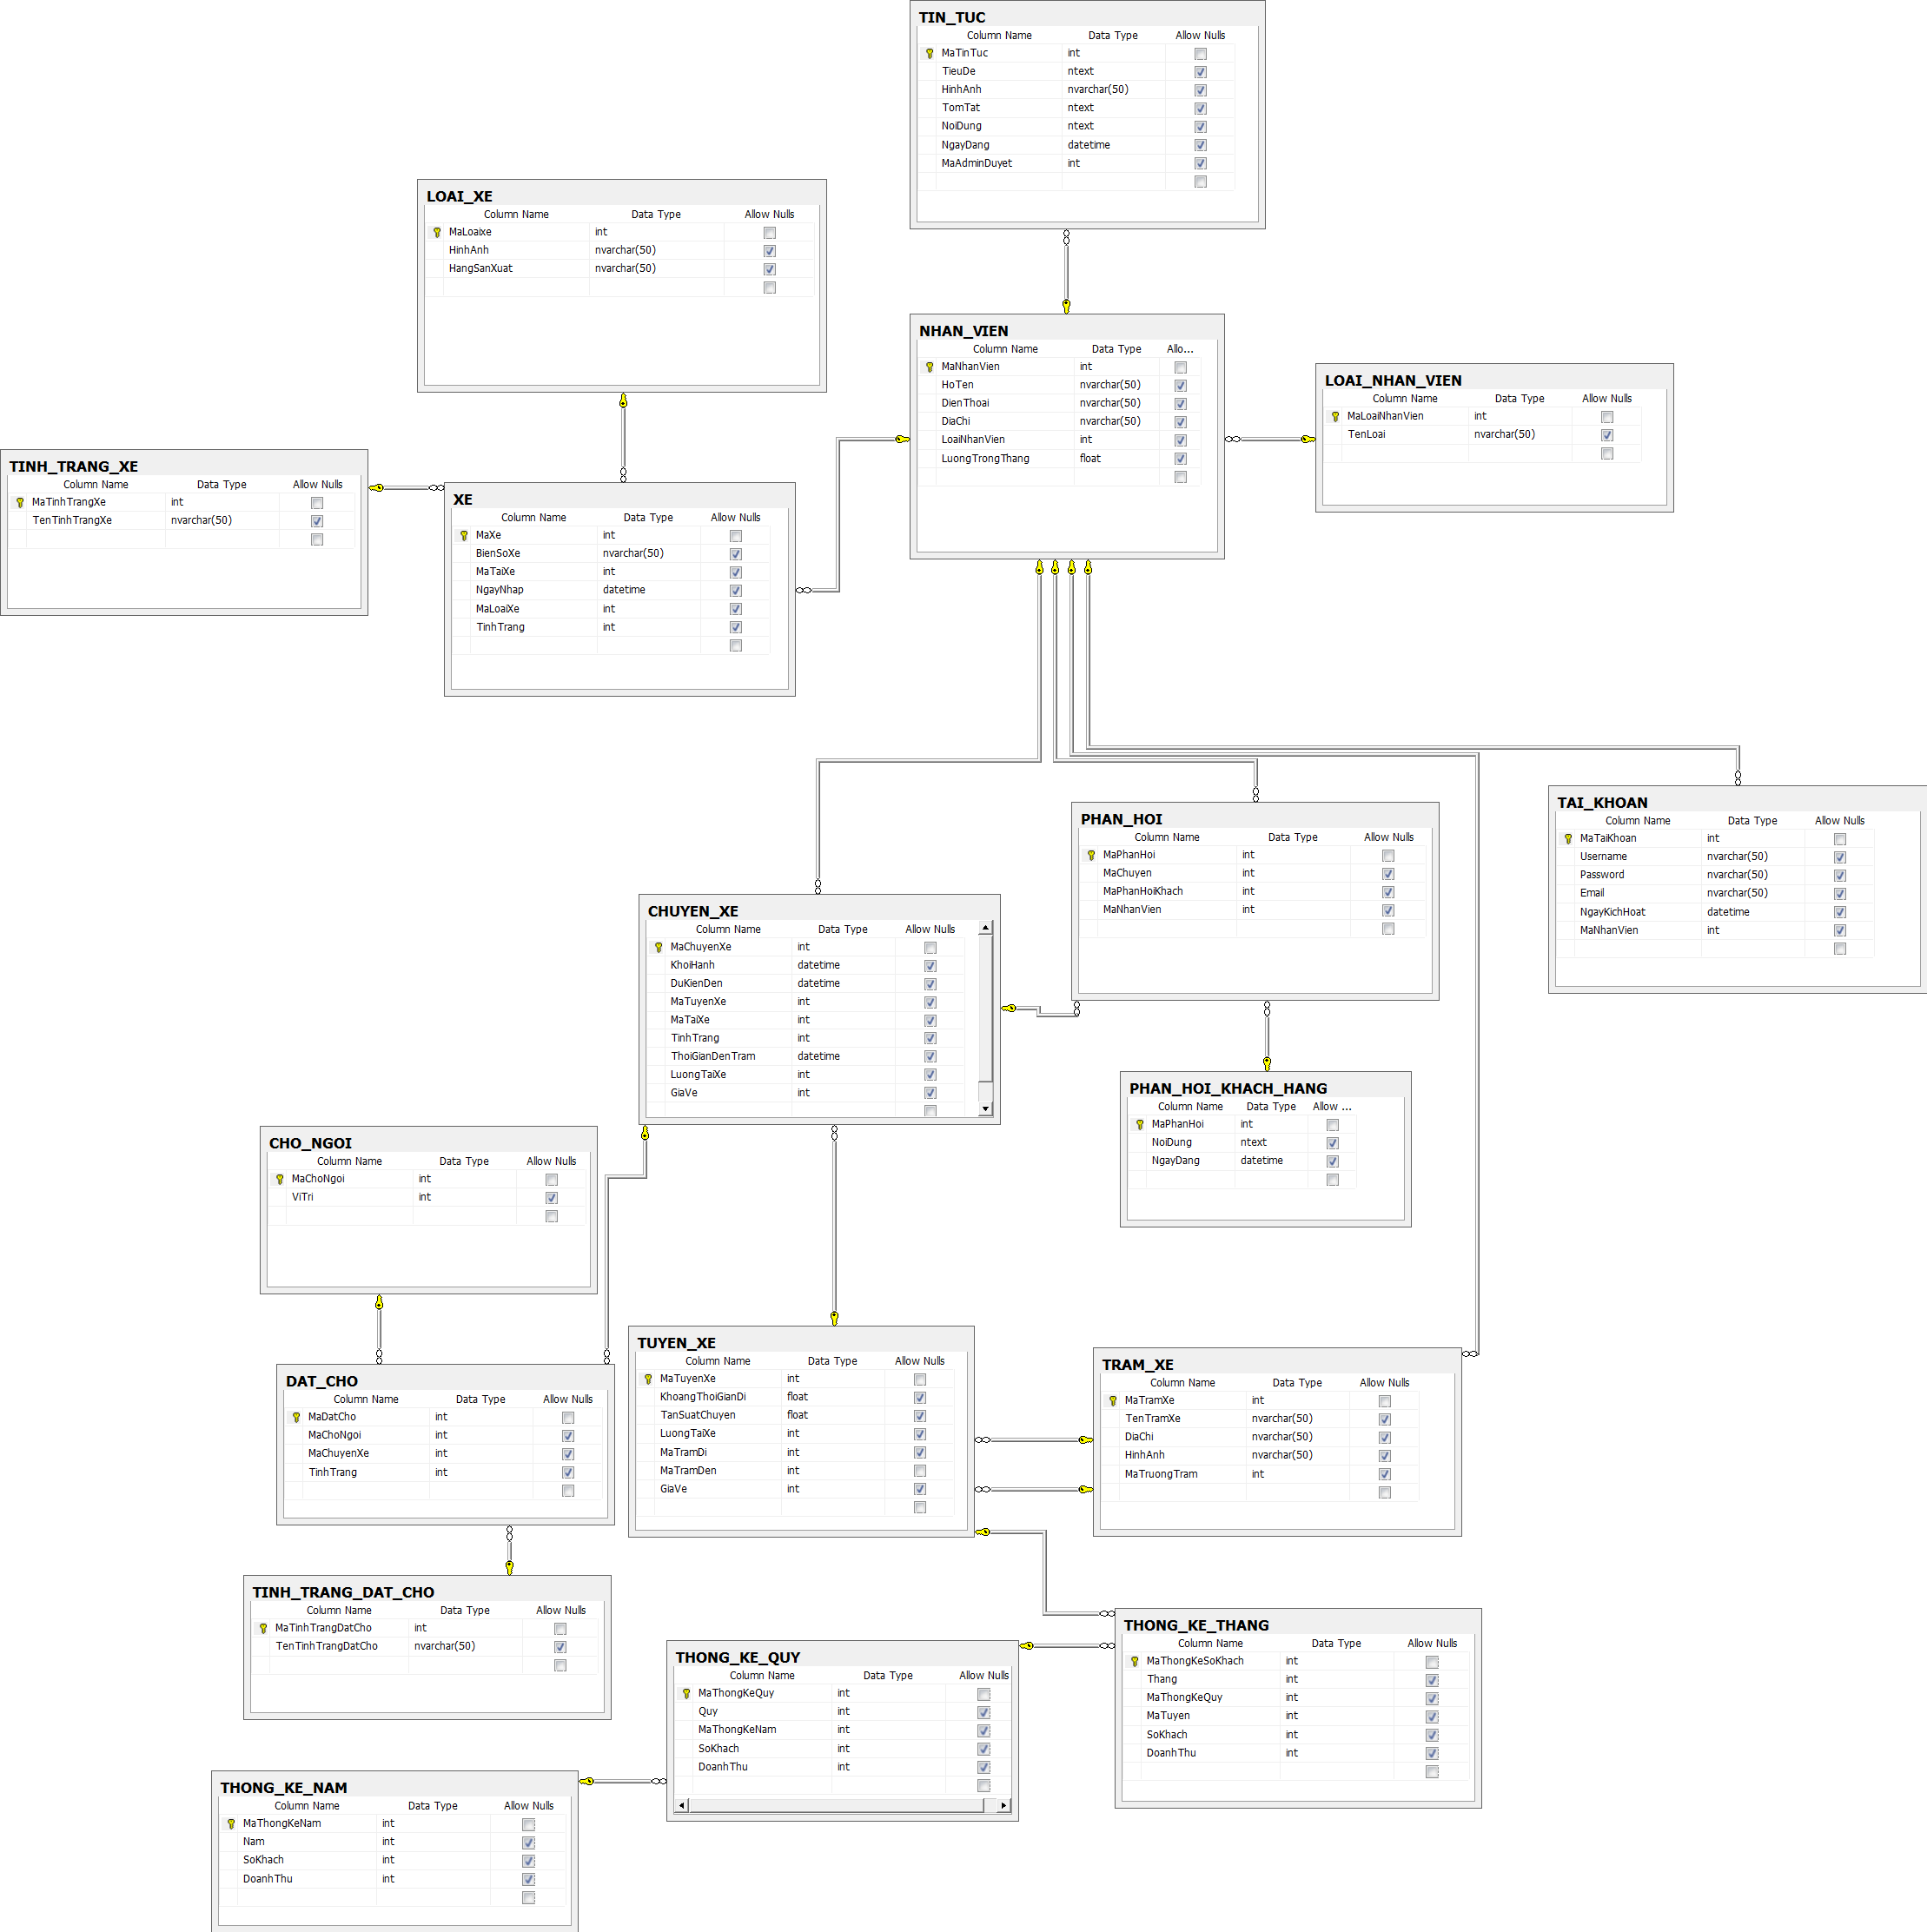 TIN_TUC
Column Name Data Type Allow Nulls
MaTinTuc int
TieuDe ntext
HinhAnh nvarchar(50)
TomTat ntext
NoiDung ntext
NgayDang datetime
MaAdminDuyet int
LOAI_XE
Column Name Data Type Allow Nulls
MaLoaixe int
HinhAnh nvarchar(50)
HangSanXuat nvarchar(50)
NHAN_VIEN
Column Name Data Type Allo...
MaNhanVien int
HoTen nvarchar(50)
DienThoai nvarchar(50)
DiaChi nvarchar(50)
LoaiNhanVien int
LuongTrongThang float
LOAI_NHAN_VIEN
Column Name Data Type Allow Nulls
MaLoaiNhanVien int
TenLoai nvarchar(50)
TINH_TRANG_XE
Column Name Data Type Allow Nulls
MaTinhTrangXe int
TenTinhTrangXe nvarchar(50)
XE
Column Name Data Type Allow Nulls
MaXe int
BienSoXe nvarchar(50)
MaTaiXe int
NgayNhap datetime
MaLoaiXe int
TinhTrang int
TAI_KHOAN
Column Name Data Type Allow Nulls
MaTaiKhoan int
Username nvarchar(50)
Password nvarchar(50)
Email nvarchar(50)
NgayKichHoat datetime
MaNhanVien int
PHAN_HOI
Column Name Data Type Allow Nulls
MaPhanHoi int
MaChuyen int
MaPhanHoiKhach int
MaNhanVien int
CHUYEN_XE
Column Name Data Type Allow Nulls
MaChuyenXe int
KhoiHanh datetime
DuKienDen datetime
MaTuyenXe int
MaTaiXe int
TinhTrang int
ThoiGianDenTram datetime
LuongTaiXe int
GiaVe int
PHAN_HOI_KHACH_HANG
Column Name Data Type Allow ...
MaPhanHoi int
NoiDung ntext
NgayDang datetime
CHO_NGOI
Column Name Data Type Allow Nulls
MaChoNgoi int
ViTri int
TUYEN_XE
Column Name Data Type Allow Nulls
MaTuyenXe int
KhoangThoiGianDi float
TanSuatChuyen float
LuongTaiXe int
MaTramDi int
MaTramDen int
GiaVe int
TRAM_XE
Column Name Data Type Allow Nulls
MaTramXe int
TenTramXe nvarchar(50)
DiaChi nvarchar(50)
HinhAnh nvarchar(50)
MaTruongTram int
DAT_CHO
Column Name Data Type Allow Nulls
MaDatCho int
MaChoNgoi int
MaChuyenXe int
TinhTrang int
TINH_TRANG_DAT_CHO
Column Name Data Type Allow Nulls
MaTinhTrangDatCho int
TenTinhTrangDatCho nvarchar(50)
THONG_KE_THANG
Column Name Data Type Allow Nulls
MaThongKeSoKhach int
Thang int
MaThongKeQuy int
MaTuyen int
SoKhach int
DoanhThu int
THONG_KE_QUY
Column Name Data Type Allow Nulls
MaThongKeQuy int
Quy int
MaThongKeNam int
SoKhach int
DoanhThu int
THONG_KE_NAM
Column Name Data Type Allow Nulls
MaThongKeNam int
Nam int
SoKhach int
DoanhThu int